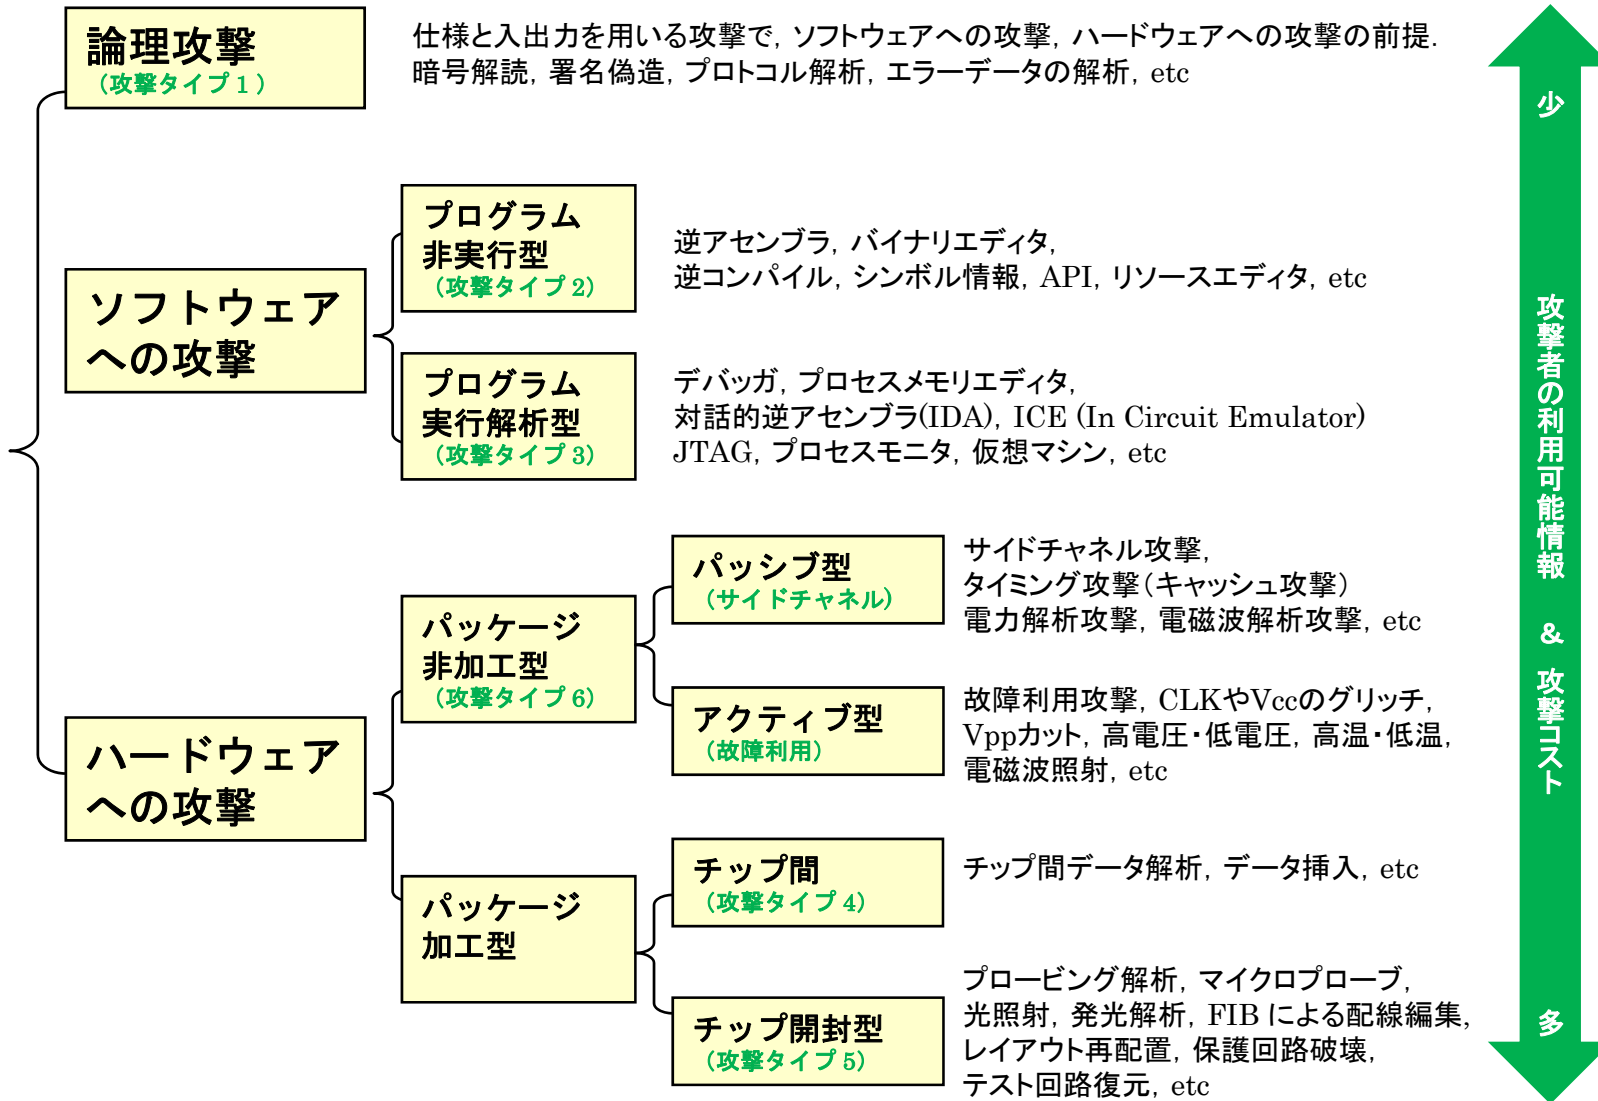 論理攻撃
（攻撃タイプ 1 ）
仕様と入出力を用いる攻撃で, ソフトウェアへの攻撃, ハードウェアへの攻撃の前提.
暗号解読, 署名偽造, プロトコル解析, エラーデータの解析, etc
ソフトウェア
への攻撃
プログラム
非実行型
（攻撃タイプ 2）
逆アセンブラ, バイナリエディタ,
逆コンパイル, シンボル情報, API, リソースエディタ, etc
プログラム
実行解析型
（攻撃タイプ 3）
デバッガ, プロセスメモリエディタ,
対話的逆アセンブラ(IDA), ICE (In Circuit Emulator)
JTAG, プロセスモニタ, 仮想マシン, etc
ハードウェア
への攻撃
パッケージ
非加工型
（攻撃タイプ 6）
パッシブ型
（サイドチャネル）
サイドチャネル攻撃,
タイミング攻撃（キャッシュ攻撃）
電力解析攻撃, 電磁波解析攻撃, etc
アクティブ型
（故障利用）
故障利用攻撃, CLKやVccのグリッチ,
Vppカット, 高電圧・低電圧, 高温・低温,
電磁波照射, etc
パッケージ
加工型
チップ間
（攻撃タイプ 4）
チップ間データ解析, データ挿入, etc
チップ開封型
（攻撃タイプ 5）
プロービング解析, マイクロプローブ,
光照射, 発光解析, FIB による配線編集,
レイアウト再配置, 保護回路破壊,
テスト回路復元, etc
少
攻撃者の利用可能情報 & 攻撃コスト
多